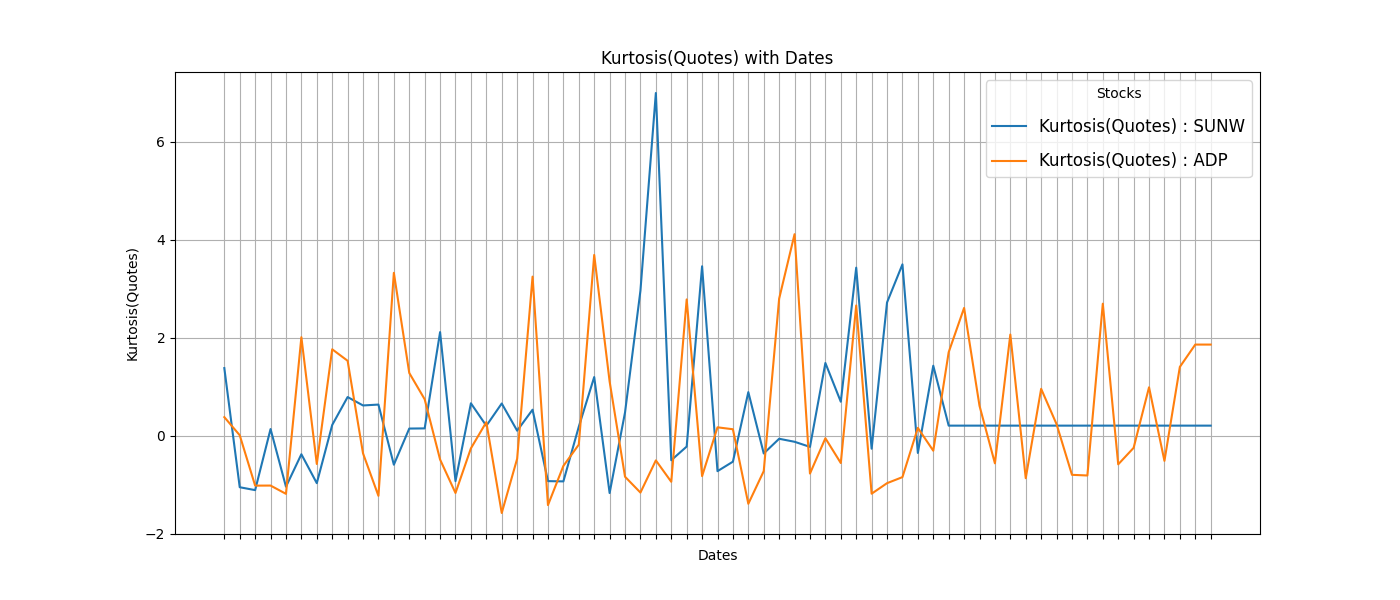 Kurtosis(Quotes) with Dates
Stocks
Kurtosis(Quotes) : SUNW
Kurtosis(Quotes) : ADP
Kurtosis(Quotes)
6
4
2
0
−2
Dates